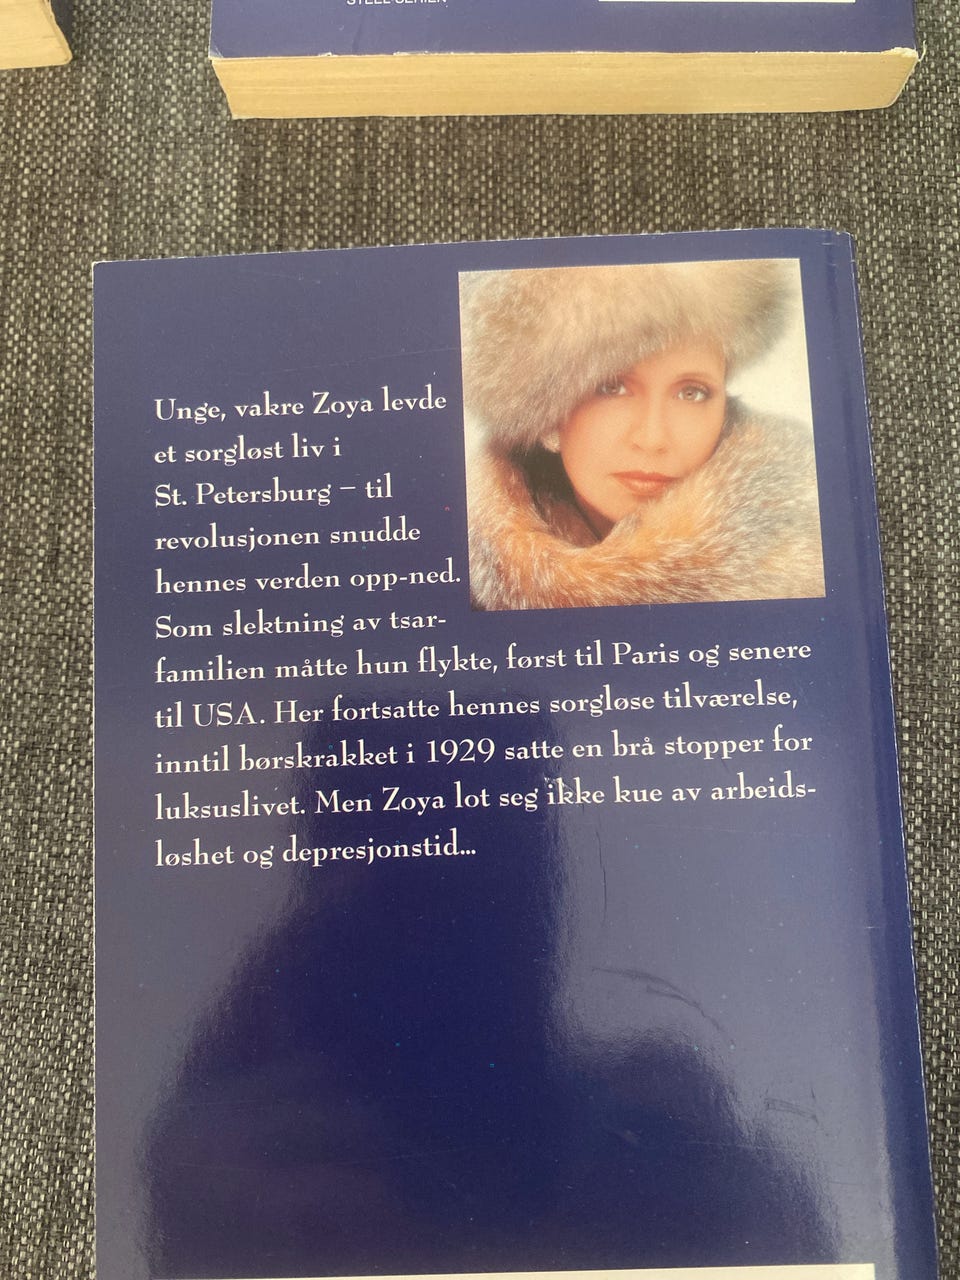 STEEL-SERIEN
Unge, vakre Zoya levde
et sorgløst liv i
St. Petersburg – til
revolusjonen snudde
hennes verden opp-ned.
Som slektning av tsar-
familien måtte hun flykte, først til Paris og senere
til USA. Her fortsatte hennes sorgløse tilværelse,
inntil børskrakket i 1929 satte en brå stopper for
luksuslivet. Men Zoya lot seg ikke kue av arbeids-
løshet og depresjonstid...